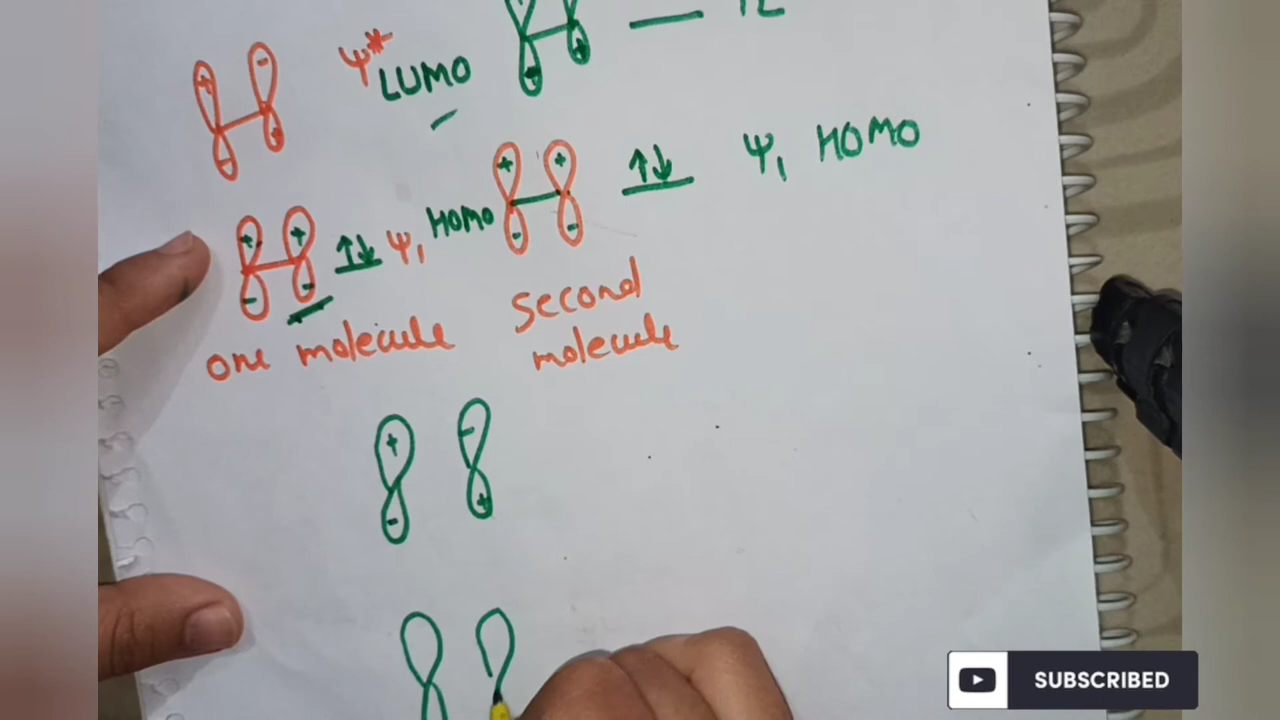 ψ* LUMO
ψ₁ HOMO
HOMO ↑↓
↑↓ ψ₁
+ -
+
+ +
- -
+ +
- -
one molecule
second
molecule
+ -
- +
SUBSCRIBED